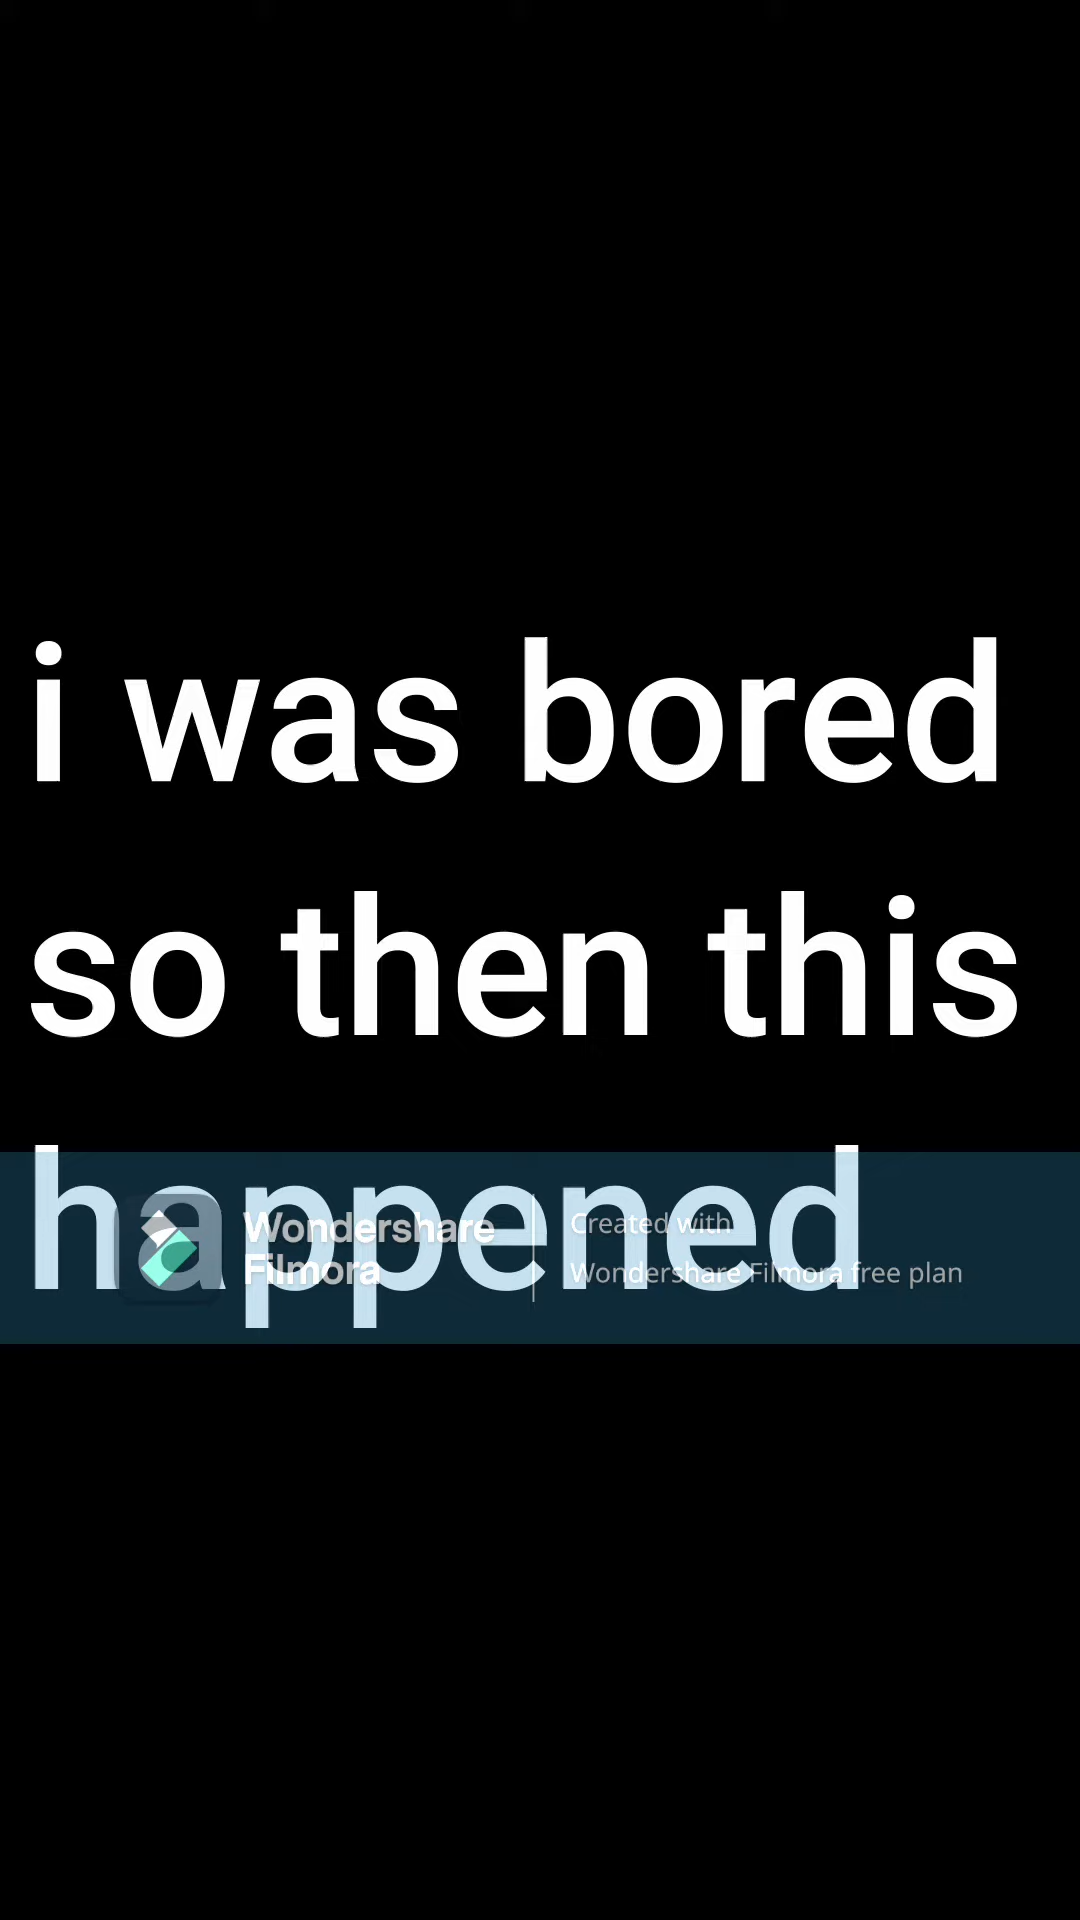 i was bored
so then this
happened
Wondershare
Filmora
Created with
Wondershare Filmora free plan